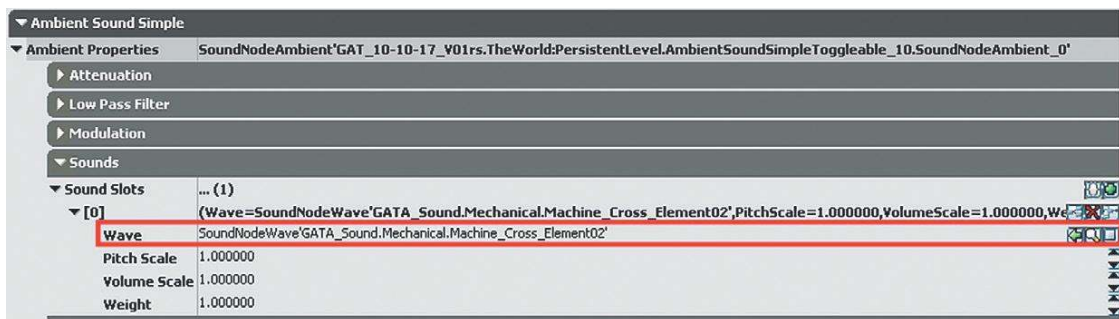 Ambient Sound Simple
Ambient Properties SoundNodeAmbient'GAT_10-10-17_V01rs.TheWorld:PersistentLevel.AmbientSoundSimpleToggleable_10.SoundNodeAmbient_0'
Attenuation
Low Pass Filter
Modulation
Sounds
Sound Slots ... (1)
[0] (Wave=SoundNodeWave'GATA_Sound.Mechanical.Machine_Cross_Element02',PitchScale=1.000000,VolumeScale=1.000000,We
Wave SoundNodeWave'GATA_Sound.Mechanical.Machine_Cross_Element02'
Pitch Scale 1.000000
Volume Scale 1.000000
Weight 1.000000